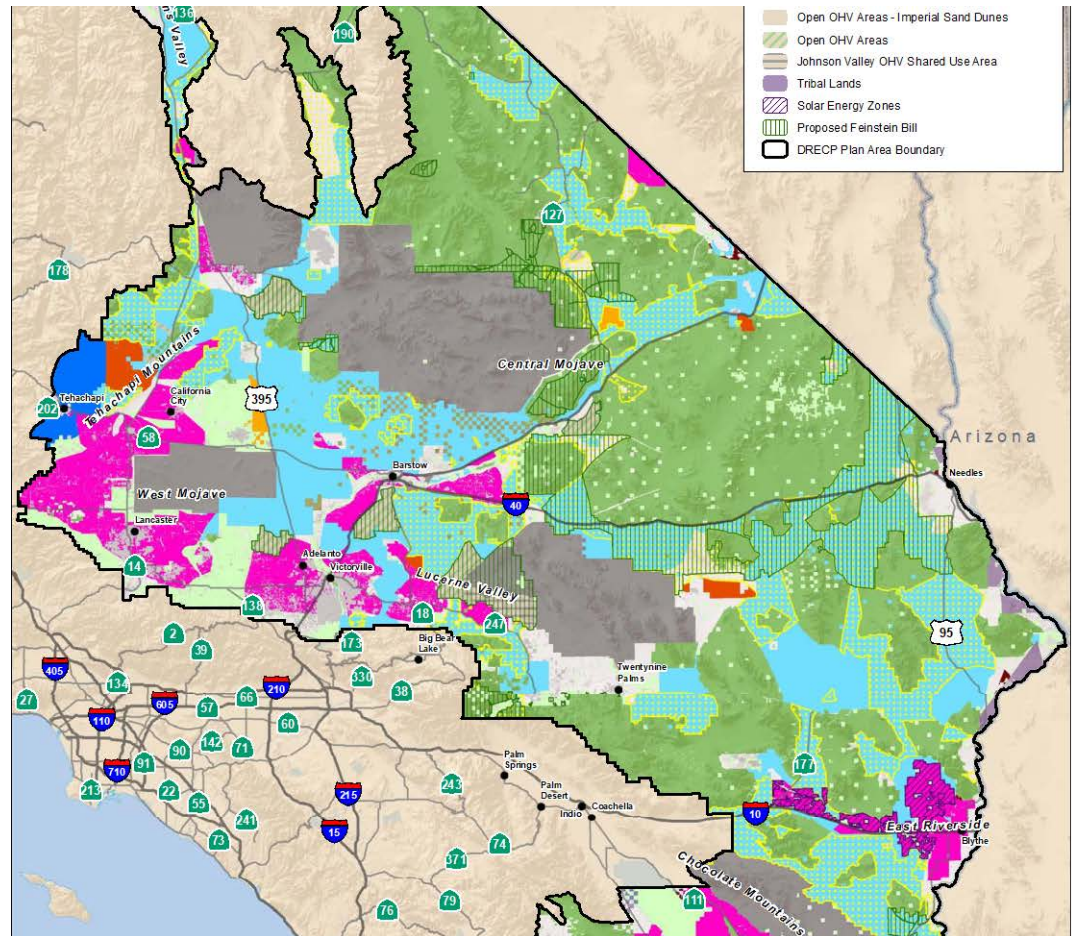 136
ns Valley
190
Open OHV Areas - Imperial Sand Dunes
Open OHV Areas
Johnson Valley OHV Shared Use Area
Tribal Lands
Solar Energy Zones
Proposed Feinstein Bill
DRECP Plan Area Boundary
127
178
Tehachapi Mountains
Central Mojave
202
Tehachapi
California
City
395
58
Arizona
Barstow
Needles
West Mojave
40
Lancaster
14
Adelanto
Victorville
Lucerne Valley
138
18
247
95
2
39
173
Big Bear
Lake
405
330
Twentynine
Palms
134
66
210
38
27
605
57
110
60
142
71
90
177
91
710
Palm
Springs
243
213
22
215
Palm
Desert
Coachella
55
Indio
10
241
15
East Riverside
73
74
Blythe
371
Chocolate Mountains
79
76
111